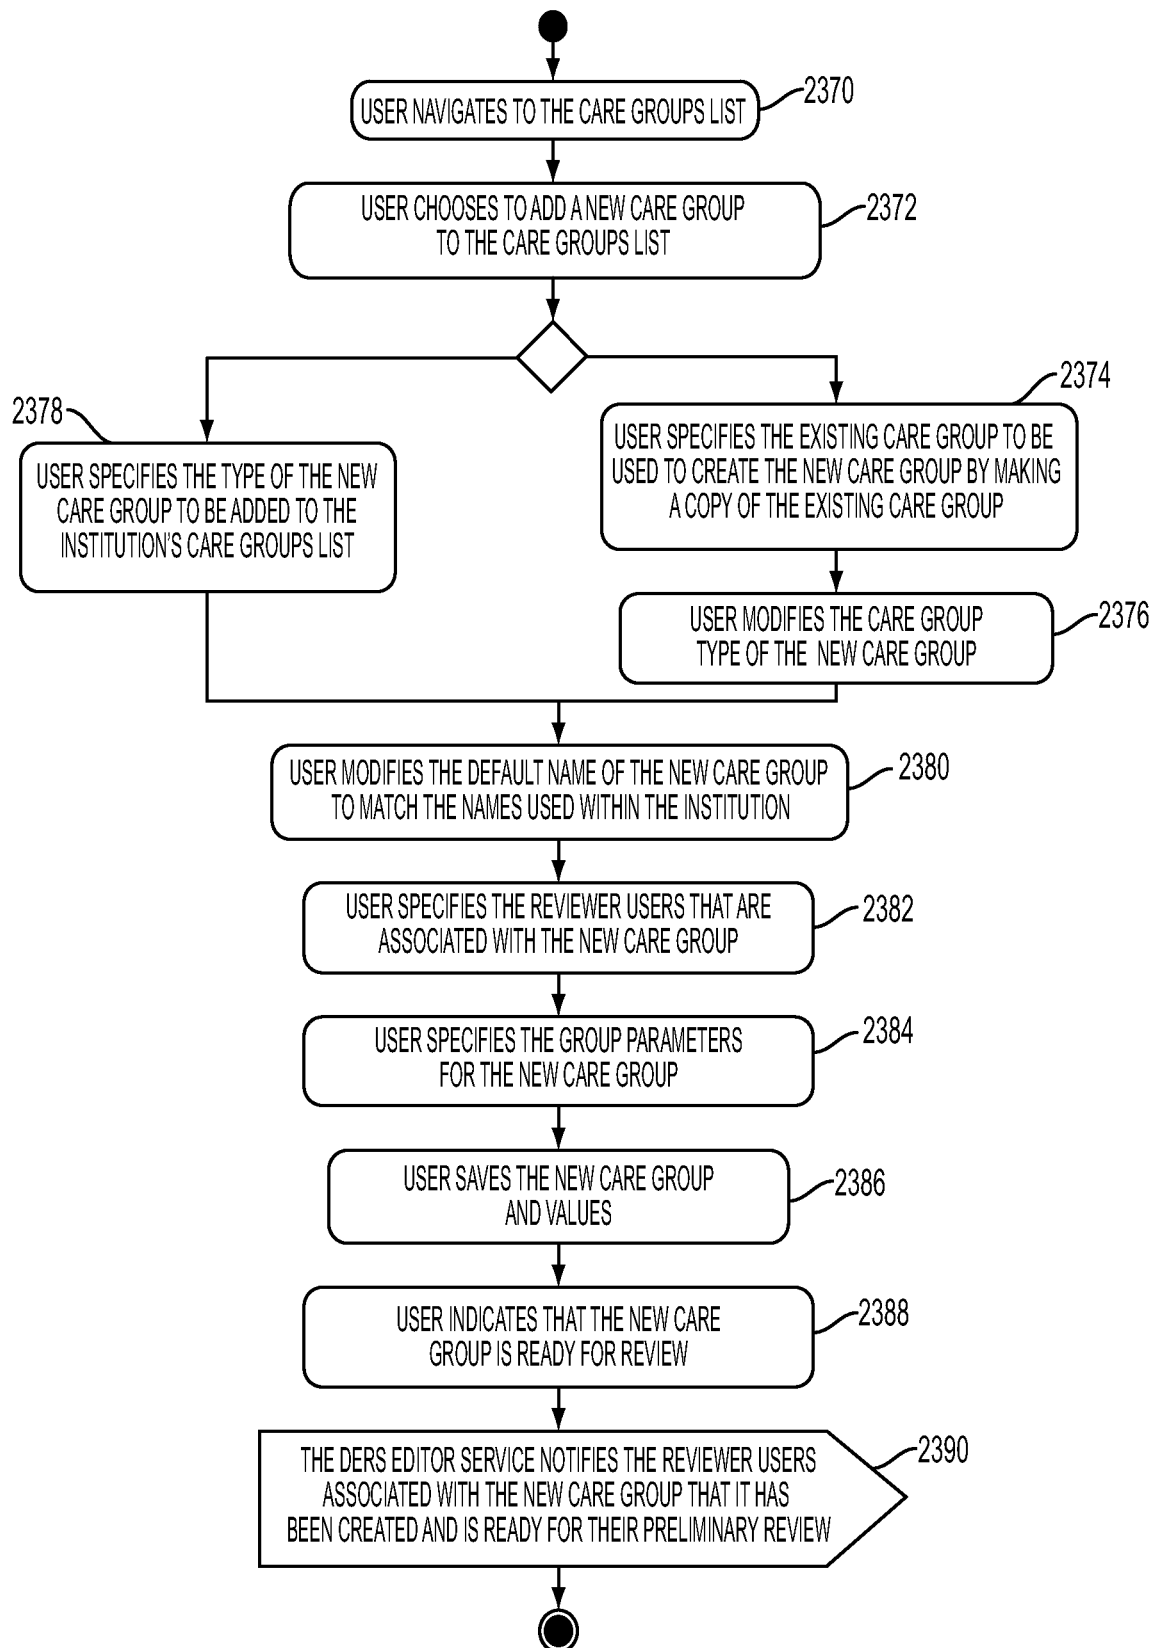 USER NAVIGATES TO THE CARE GROUPS LIST
2370
USER CHOOSES TO ADD A NEW CARE GROUP
TO THE CARE GROUPS LIST
2372
2378
USER SPECIFIES THE TYPE OF THE NEW
CARE GROUP TO BE ADDED TO THE
INSTITUTION'S CARE GROUPS LIST
2374
USER SPECIFIES THE EXISTING CARE GROUP TO BE
USED TO CREATE THE NEW CARE GROUP BY MAKING
A COPY OF THE EXISTING CARE GROUP
USER MODIFIES THE CARE GROUP
TYPE OF THE NEW CARE GROUP
2376
USER MODIFIES THE DEFAULT NAME OF THE NEW CARE GROUP
TO MATCH THE NAMES USED WITHIN THE INSTITUTION
2380
USER SPECIFIES THE REVIEWER USERS THAT ARE
ASSOCIATED WITH THE NEW CARE GROUP
2382
USER SPECIFIES THE GROUP PARAMETERS
FOR THE NEW CARE GROUP
2384
USER SAVES THE NEW CARE GROUP
AND VALUES
2386
USER INDICATES THAT THE NEW CARE
GROUP IS READY FOR REVIEW
2388
THE DERS EDITOR SERVICE NOTIFIES THE REVIEWER USERS
ASSOCIATED WITH THE NEW CARE GROUP THAT IT HAS
BEEN CREATED AND IS READY FOR THEIR PRELIMINARY REVIEW
2390